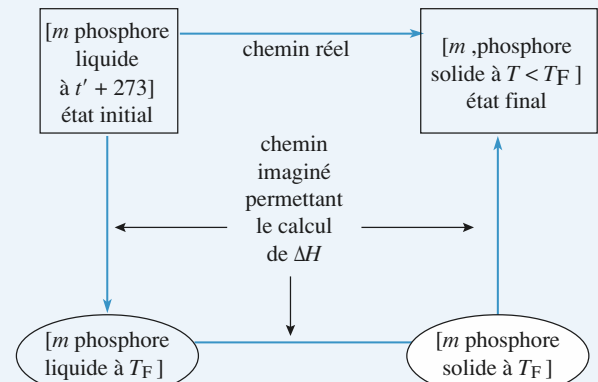 [m phosphore
liquide
à t′ + 273]
état initial
chemin réel
[m ,phosphore
solide à T < TF ]
état final
chemin
imaginé
permettant
le calcul
de ΔH
[m phosphore
liquide à TF ]
[m phosphore
solide à TF ]